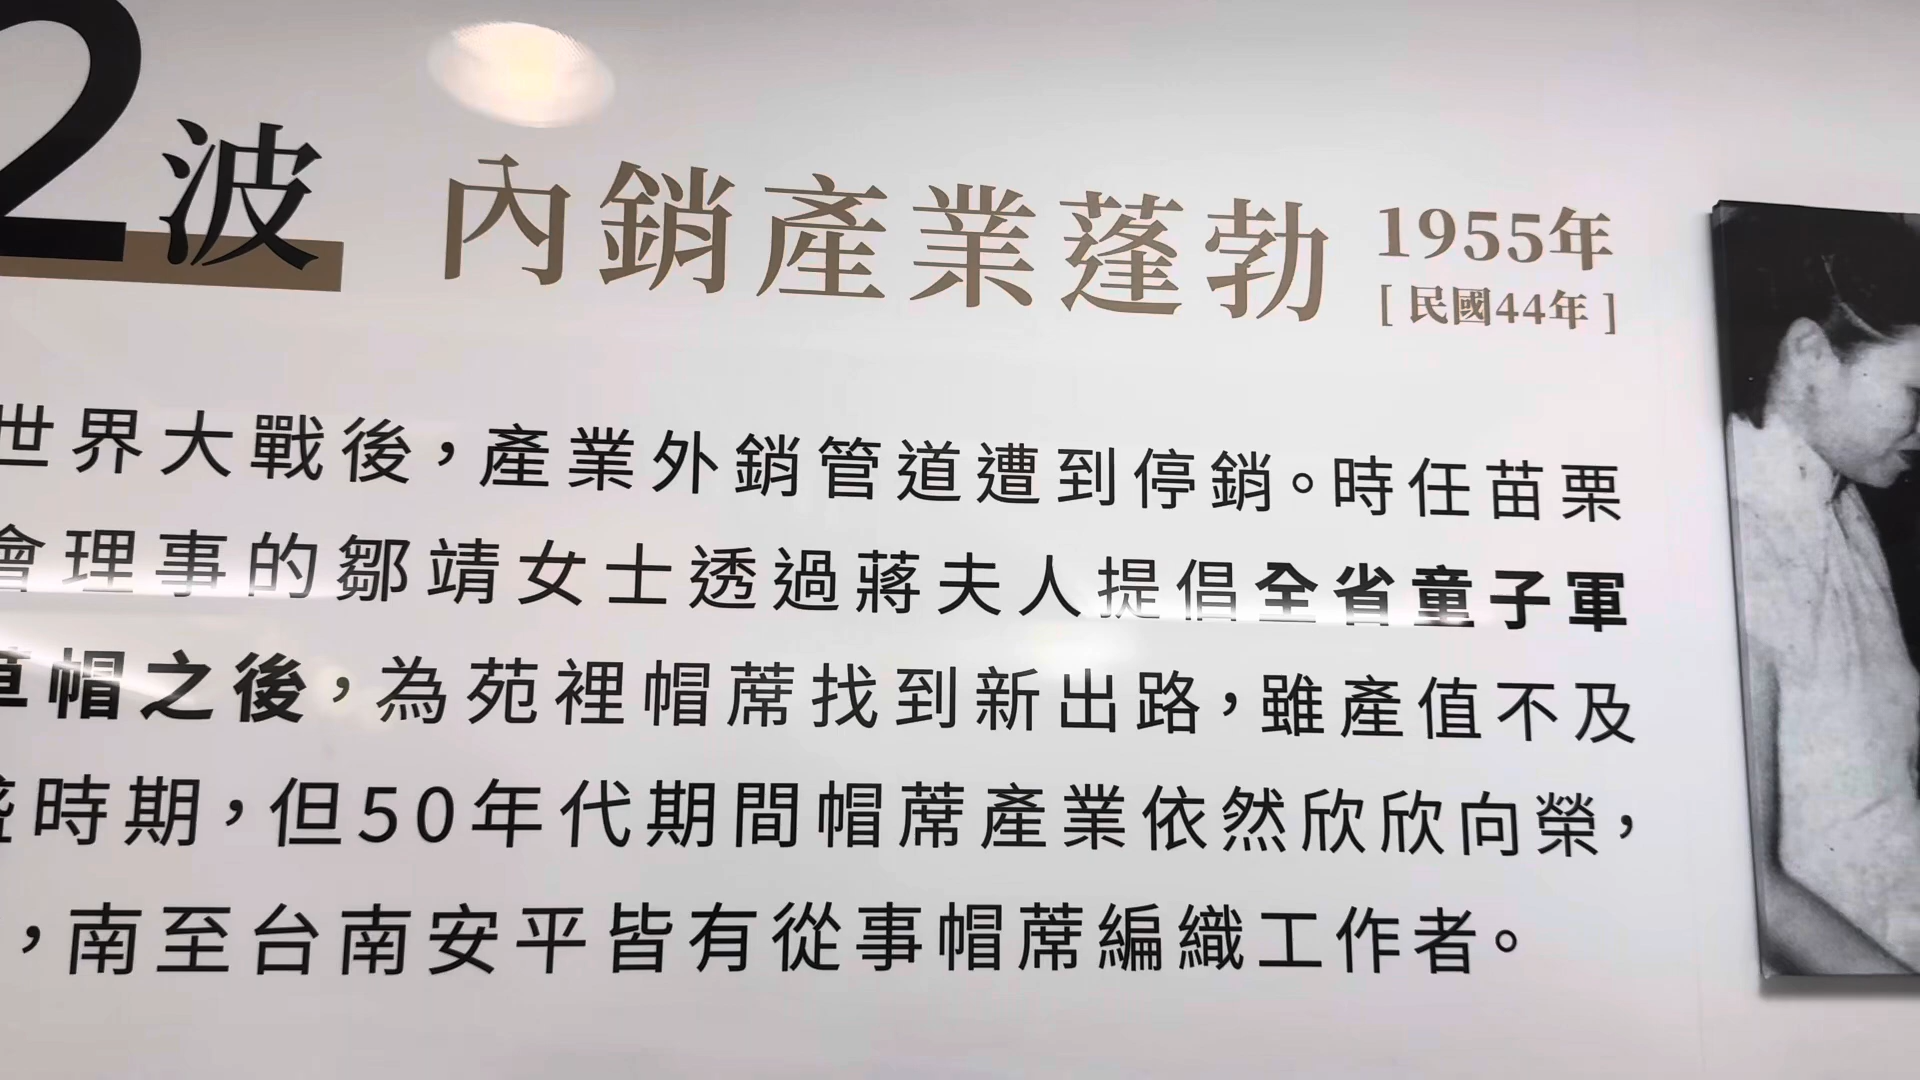 2波 內銷產業蓬勃 1955年
[民國44年]
世界大戰後，產業外銷管道遭到停銷。時任苗栗
會理事的鄒靖女士透過蔣夫人提倡全省童子軍
草帽之後，為苑裡帽蓆找到新出路，雖產值不及
盛時期，但50年代期間帽蓆產業依然欣欣向榮，
，南至台南安平皆有從事帽蓆編織工作者。